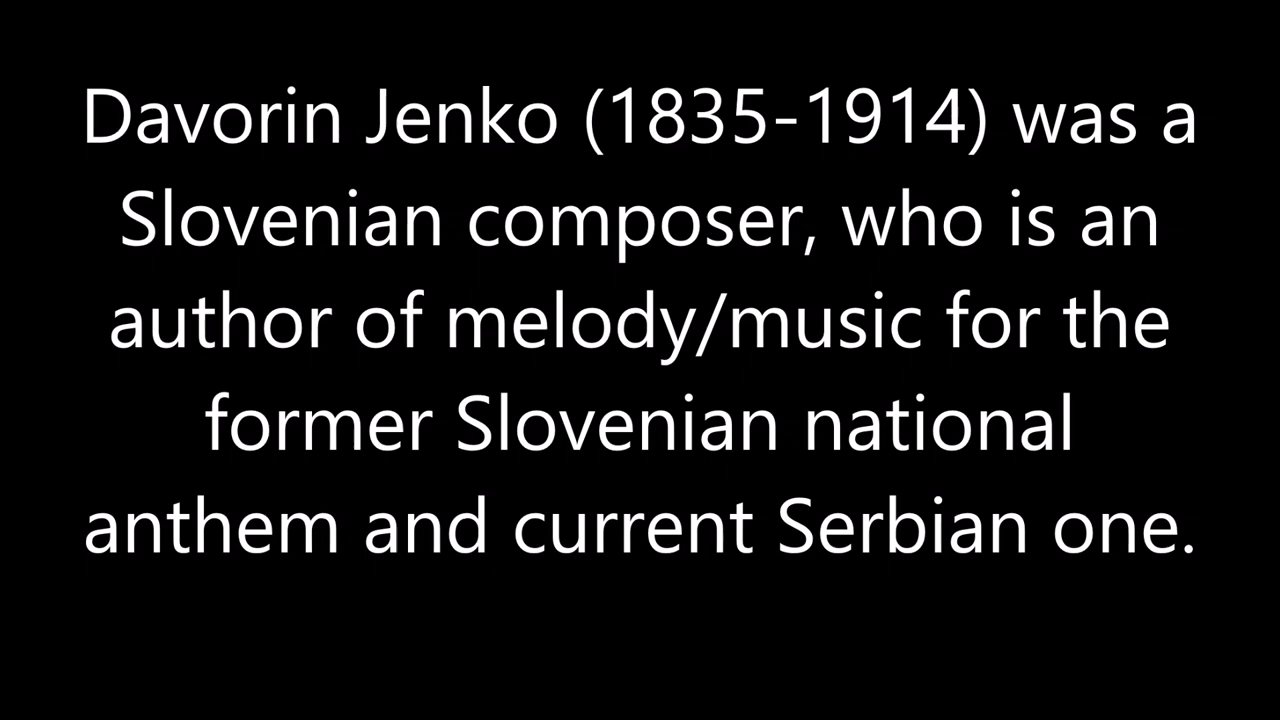 Davorin Jenko (1835-1914) was a
Slovenian composer, who is an
author of melody/music for the
former Slovenian national
anthem and current Serbian one.